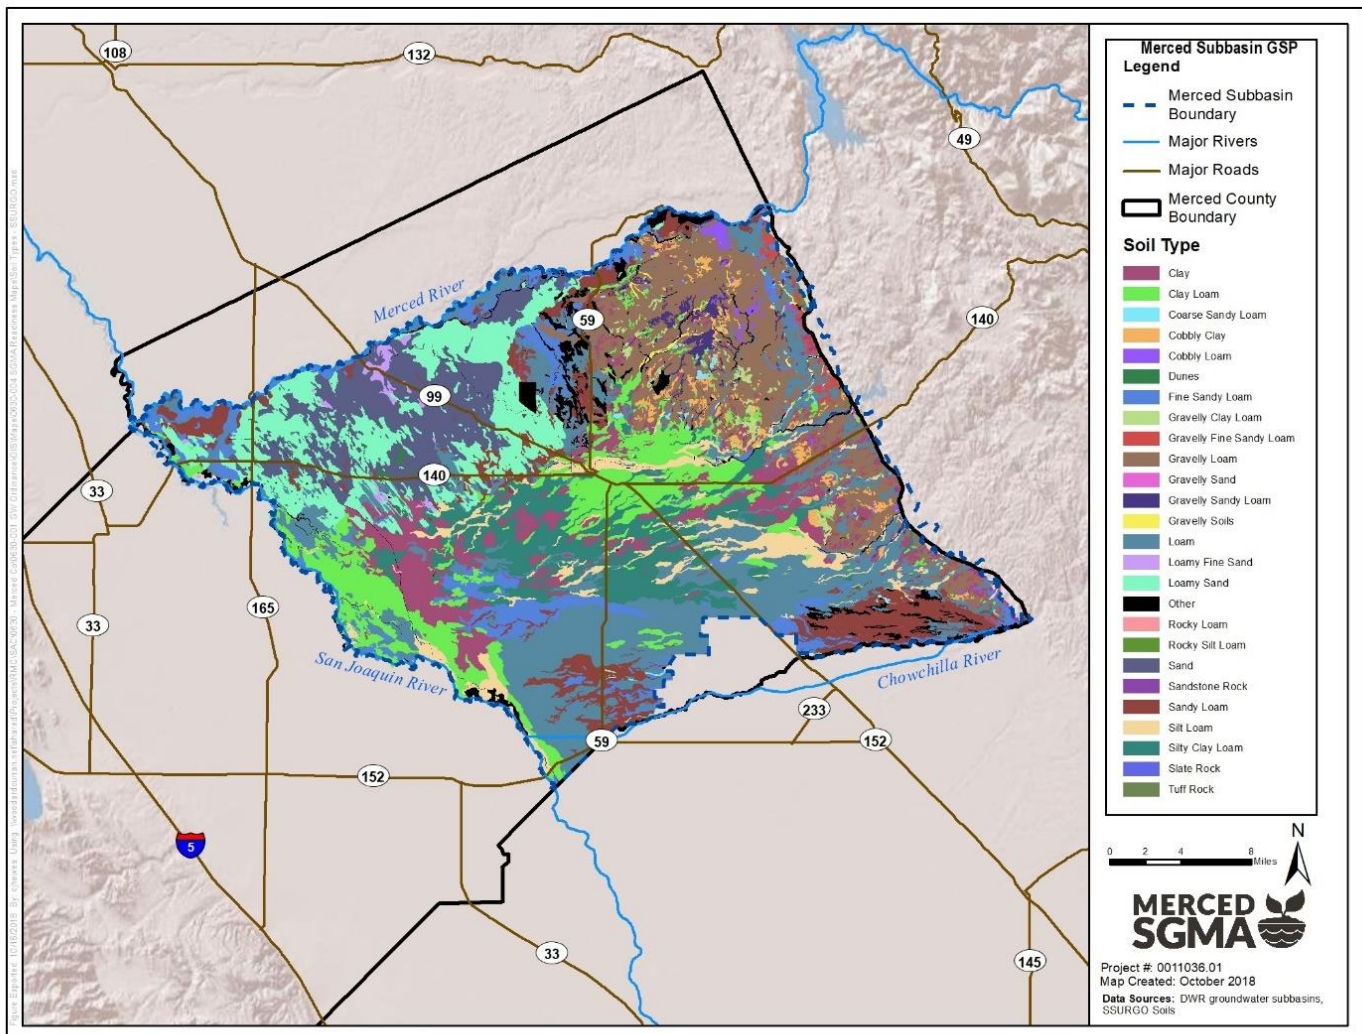 108
132
49
Merced River
59
140
99
140
33
165
33
San Joaquin River
Chowchilla River
233
59
152
152
5
33
145
Merced Subbasin GSP
Legend
Merced Subbasin
Boundary
Major Rivers
Major Roads
Merced County
Boundary
Soil Type
Clay
Clay Loam
Coarse Sandy Loam
Cobbly Clay
Cobbly Loam
Dunes
Fine Sandy Loam
Gravelly Clay Loam
Gravelly Fine Sandy Loam
Gravelly Loam
Gravelly Sand
Gravelly Sandy Loam
Gravelly Soils
Loam
Loamy Fine Sand
Loamy Sand
Other
Rocky Loam
Rocky Silt Loam
Sand
Sandstone Rock
Sandy Loam
Silt Loam
Silty Clay Loam
Slate Rock
Tuff Rock
N
0 2 4 8
Miles
MERCED
SGMA
Project #: 0011036.01
Map Created: October 2018
Data Sources: DWR groundwater subbasins,
SSURGO Soils